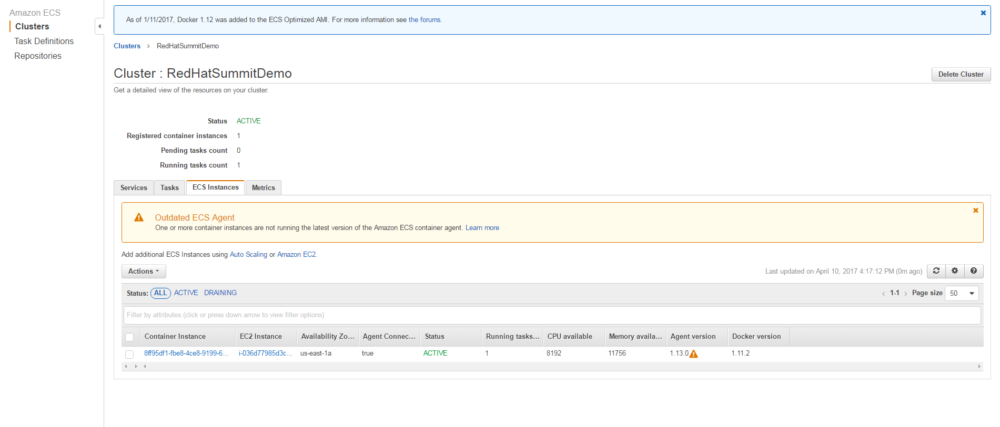 Amazon ECS
Clusters
Task Definitions
Repositories
As of 1/11/2017, Docker 1.12 was added to the ECS Optimized AMI. For more information see the forums.
Clusters > RedHatSummitDemo
Cluster : RedHatSummitDemo
Delete Cluster
Get a detailed view of the resources on your cluster.
Status ACTIVE
Registered container instances 1
Pending tasks count 0
Running tasks count 1
Services Tasks ECS Instances Metrics
Outdated ECS Agent
One or more container instances are not running the latest version of the Amazon ECS container agent. Learn more
Add additional ECS Instances using Auto Scaling or Amazon EC2.
Actions Last updated on April 10, 2017 4:17:12 PM (0m ago)
Status: ALL ACTIVE DRAINING < 1-1 > Page size 50
Filter by attributes (click or press down arrow to view filter options)
Container Instance EC2 Instance Availability Zo... Agent Connec... Status Running tasks... CPU available Memory availa... Agent version Docker version
8ff95df1-fbe8-4ce8-9199-6... i-036d77985d3c... us-east-1a true ACTIVE 1 8192 11756 1.13.0 1.11.2